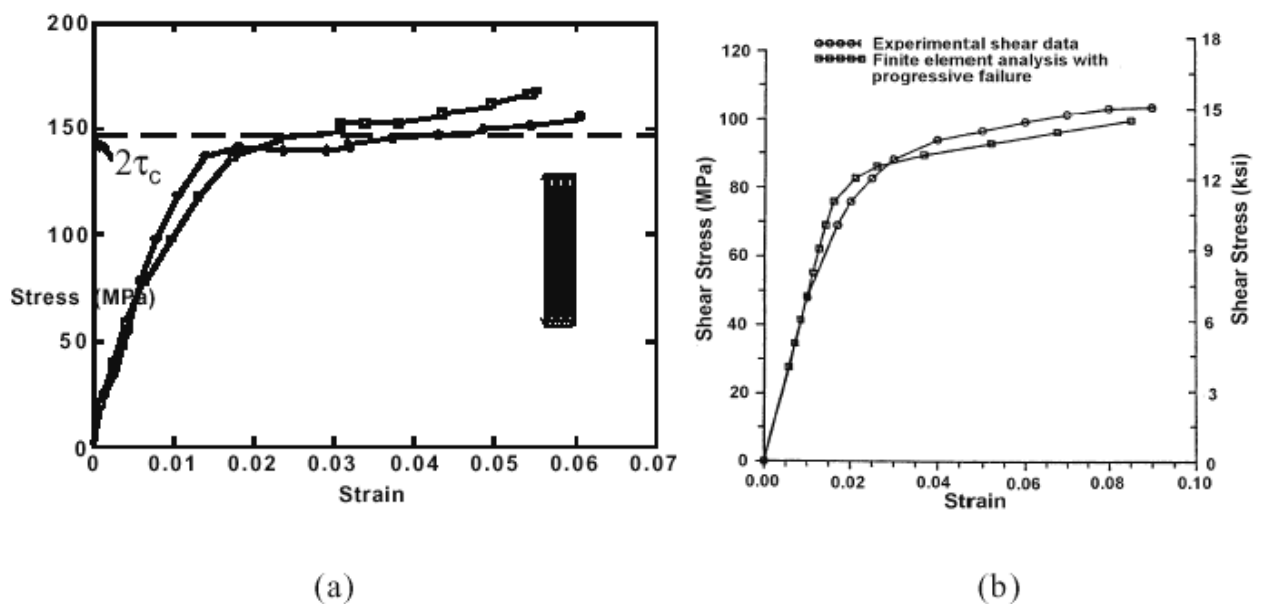 200
150
100
50
0
2τc
Stress (MPa)
0 0.01 0.02 0.03 0.04 0.05 0.06 0.07
Strain
(a)
Experimental shear data
Finite element analysis with
progressive failure
120
100
80
60
40
20
0
Shear Stress (MPa)
0.00 0.02 0.04 0.06 0.08 0.10
Strain
18
15
12
9
6
3
0
Shear Stress (ksi)
(b)